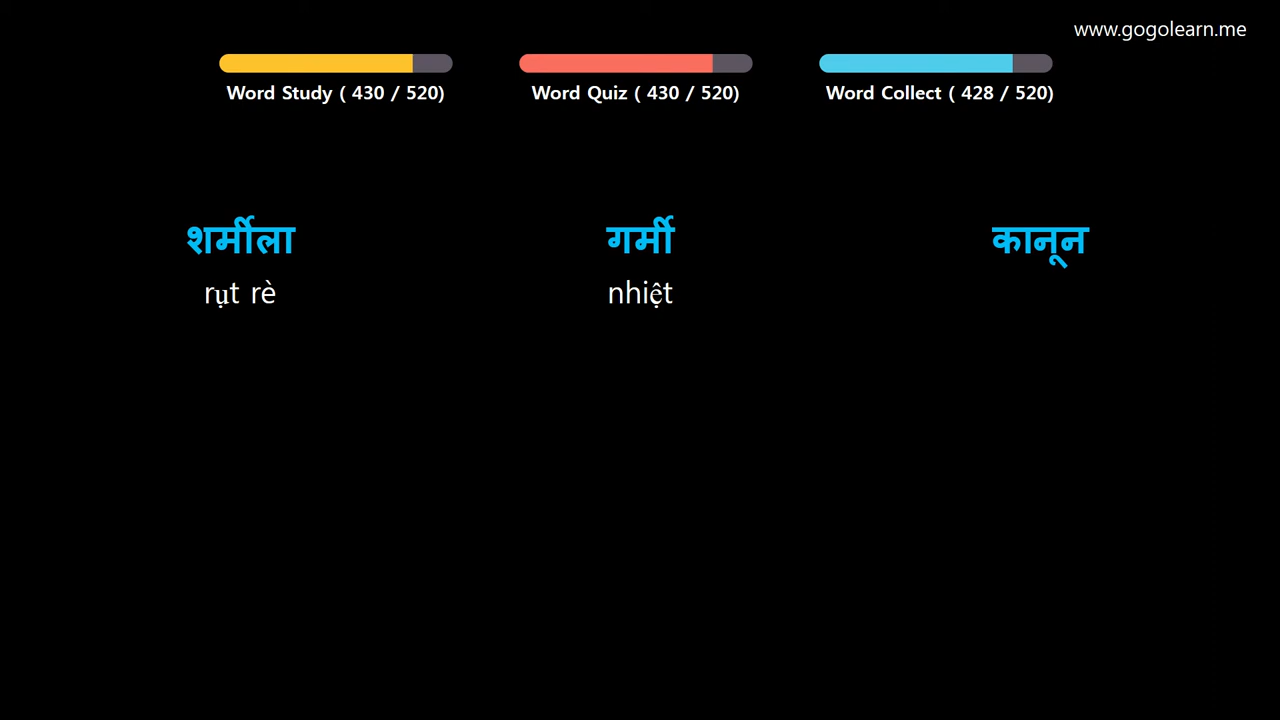 www.gogolearn.me
Word Study ( 430 / 520)
Word Quiz ( 430 / 520)
Word Collect ( 428 / 520)
शर्मीला
गर्मी
कानून
rụt rè
nhiệt